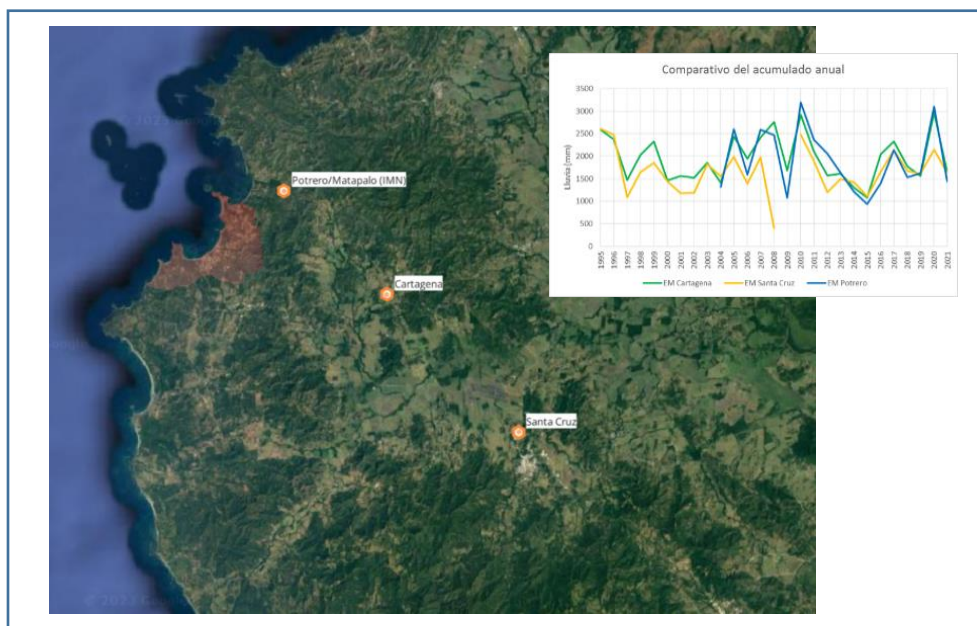 Comparativo del acumulado anual
Lluvia (mm)
3500
3000
2500
2000
1500
1000
500
0
1995 1996 1997 1998 1999 2000 2001 2002 2003 2004 2005 2006 2007 2008 2009 2010 2011 2012 2013 2014 2015 2016 2017 2018 2019 2020 2021
EM Cartagena EM Santa Cruz EM Potrero
Potrero/Matapalo (IMN)
Cartagena
Santa Cruz